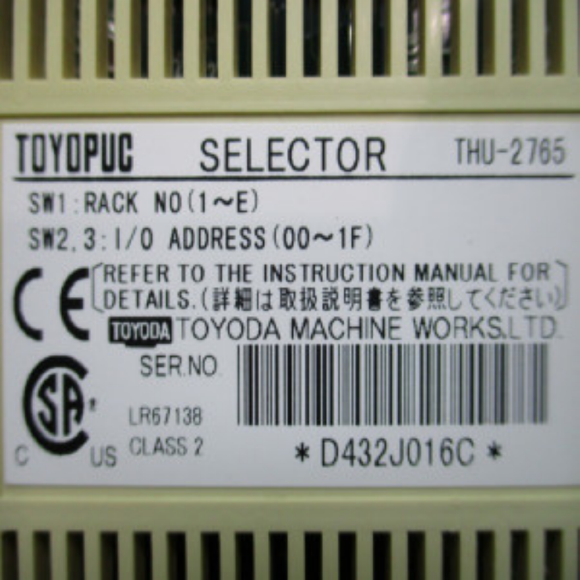 TOYOPUC SELECTOR THU-2765
SW1:RACK NO(1~E)
SW2,3:I/O ADDRESS(00~1F)
CE
REFER TO THE INSTRUCTION MANUAL FOR
DETAILS.(詳細は取扱説明書を参照してください)
TOYODA TOYODA MACHINE WORKS.LTD.
SER.NO.
SA
LR67138
C US CLASS 2
*D432J016C*